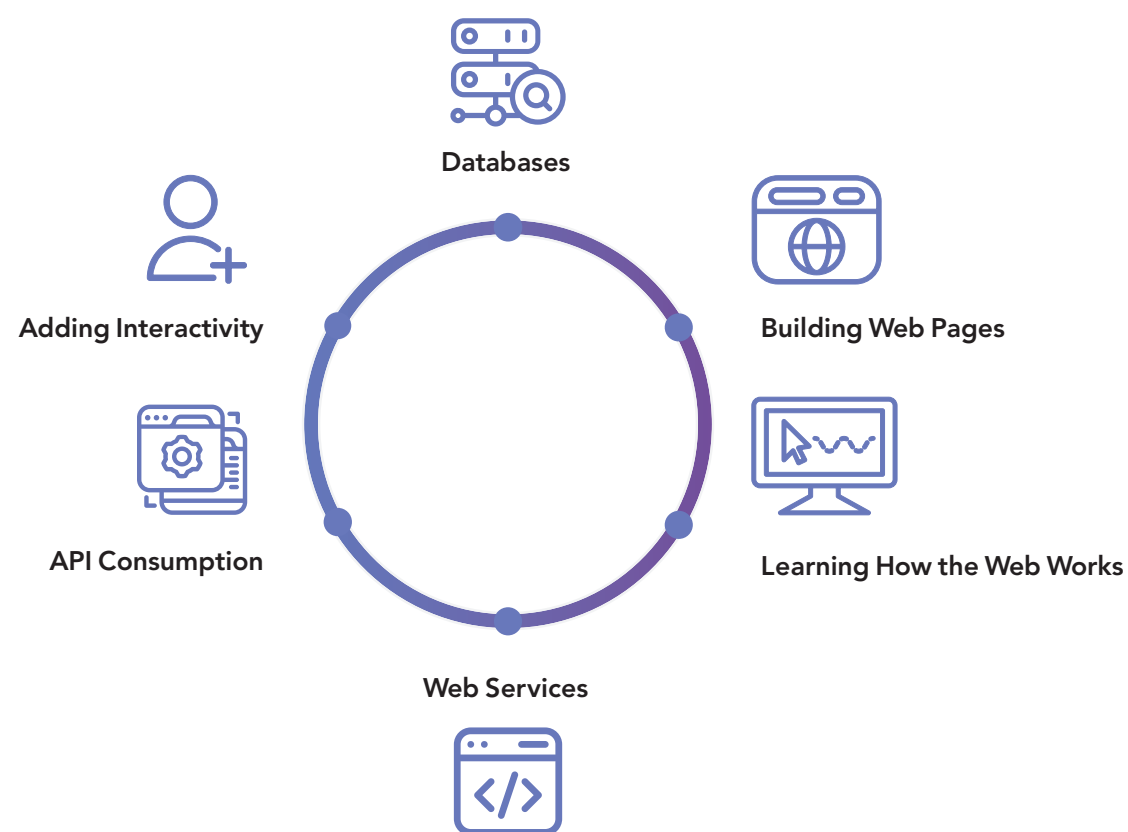 Databases
Adding Interactivity
Building Web Pages
API Consumption
Learning How the Web Works
Web Services